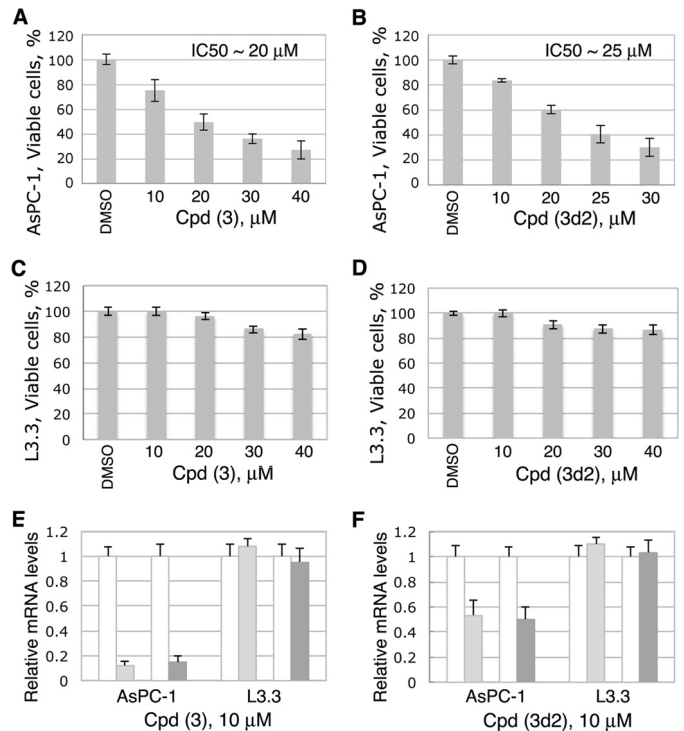 A
AsPC-1, Viable cells, %
120
100
80
60
40
20
0
IC50 ~ 20 µM
DMSO
10 20 30 40
Cpd (3), µM
B
AsPC-1, Viable cells, %
120
100
80
60
40
20
0
IC50 ~ 25 µM
DMSO
10 20 25 30
Cpd (3d2), µM
C
L3.3, Viable cells, %
120
100
80
60
40
20
0
DMSO
10 20 30 40
Cpd (3), µM
D
L3.3, Viable cells, %
120
100
80
60
40
20
0
DMSO
10 20 30 40
Cpd (3d2), µM
E
Relative mRNA levels
1.2
1
0.8
0.6
0.4
0.2
0
AsPC-1 L3.3
Cpd (3), 10 µM
F
Relative mRNA levels
1.2
1
0.8
0.6
0.4
0.2
0
AsPC-1 L3.3
Cpd (3d2), 10 µM